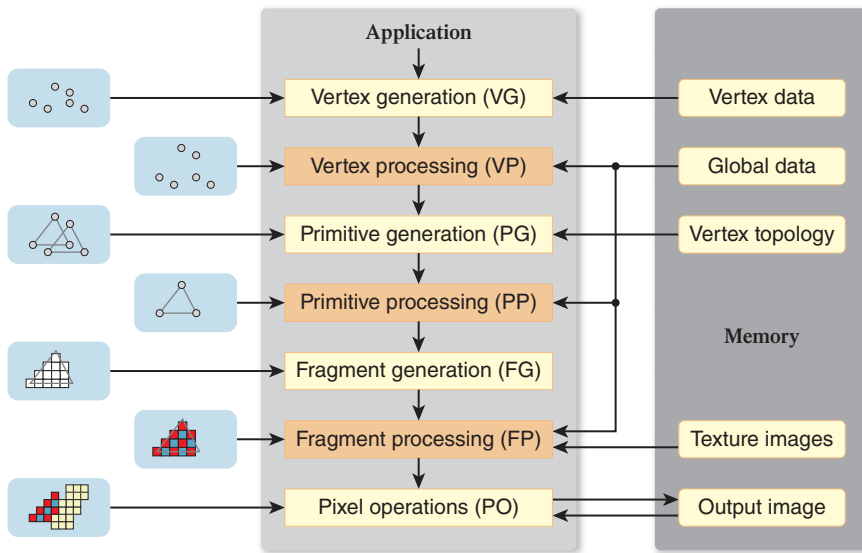 Application
Vertex generation (VG)
Vertex data
Vertex processing (VP)
Global data
Primitive generation (PG)
Vertex topology
Primitive processing (PP)
Memory
Fragment generation (FG)
Fragment processing (FP)
Texture images
Pixel operations (PO)
Output image